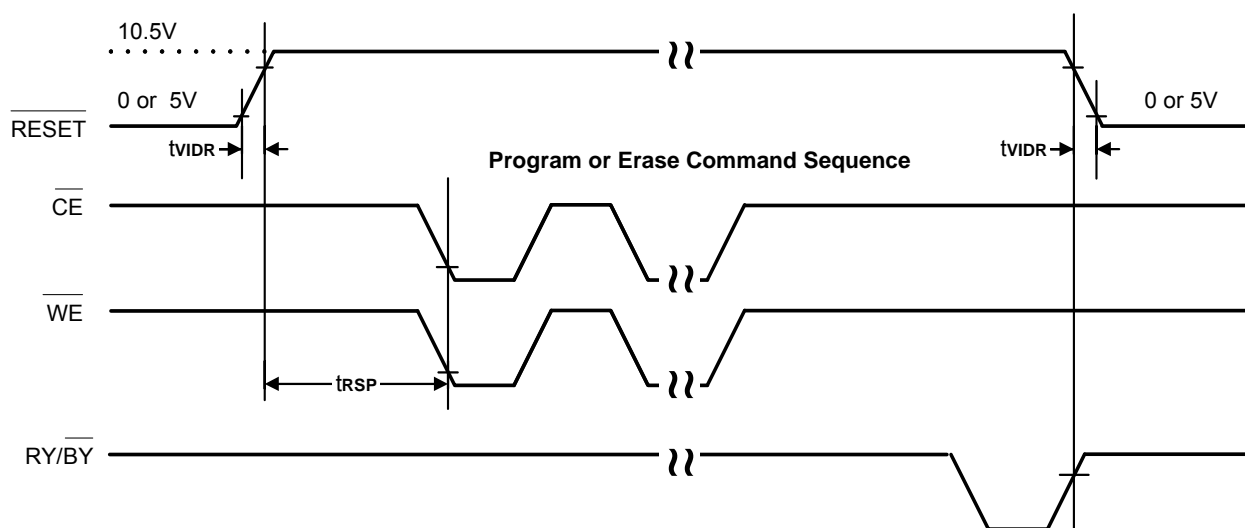 10.5V
0 or 5V
0 or 5V
RESET
tVIDR
Program or Erase Command Sequence
tVIDR
CE
WE
tRSP
RY/BY